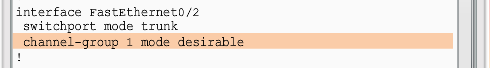 interface FastEthernet0/2
 switchport mode trunk
 channel-group 1 mode desirable
!